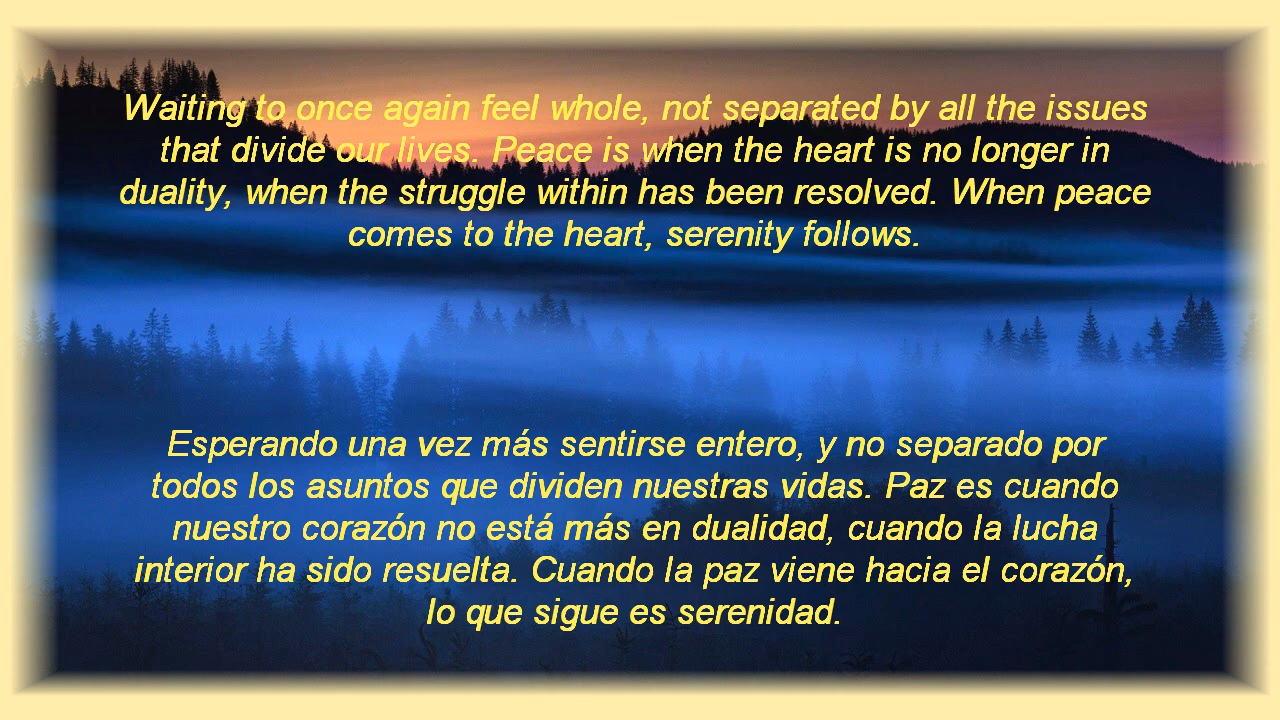 Waiting to once again feel whole, not separated by all the issues
that divide our lives. Peace is when the heart is no longer in
duality, when the struggle within has been resolved. When peace
comes to the heart, serenity follows.
Esperando una vez más sentirse entero, y no separado por
todos los asuntos que dividen nuestras vidas. Paz es cuando
nuestro corazón no está más en dualidad, cuando la lucha
interior ha sido resuelta. Cuando la paz viene hacia el corazón,
lo que sigue es serenidad.